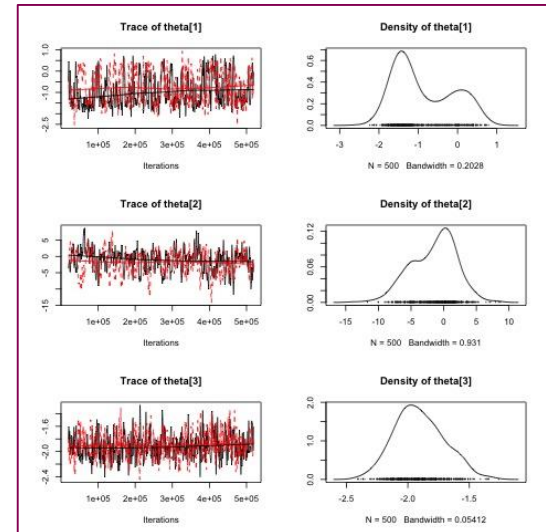 Trace of theta[1]
Density of theta[1]
-2.5 -1.0 0.0 1.0
0.0 0.2 0.4 0.6
1e+05 2e+05 3e+05 4e+05 5e+05
-3 -2 -1 0 1
Iterations
N = 500 Bandwidth = 0.2028
Trace of theta[2]
Density of theta[2]
-15 -5 0 5
0.00 0.06 0.12
1e+05 2e+05 3e+05 4e+05 5e+05
-15 -10 -5 0 5 10
Iterations
N = 500 Bandwidth = 0.931
Trace of theta[3]
Density of theta[3]
-2.4 -2.0 -1.6
0.0 1.0 2.0
1e+05 2e+05 3e+05 4e+05 5e+05
-2.5 -2.0 -1.5
Iterations
N = 500 Bandwidth = 0.05412